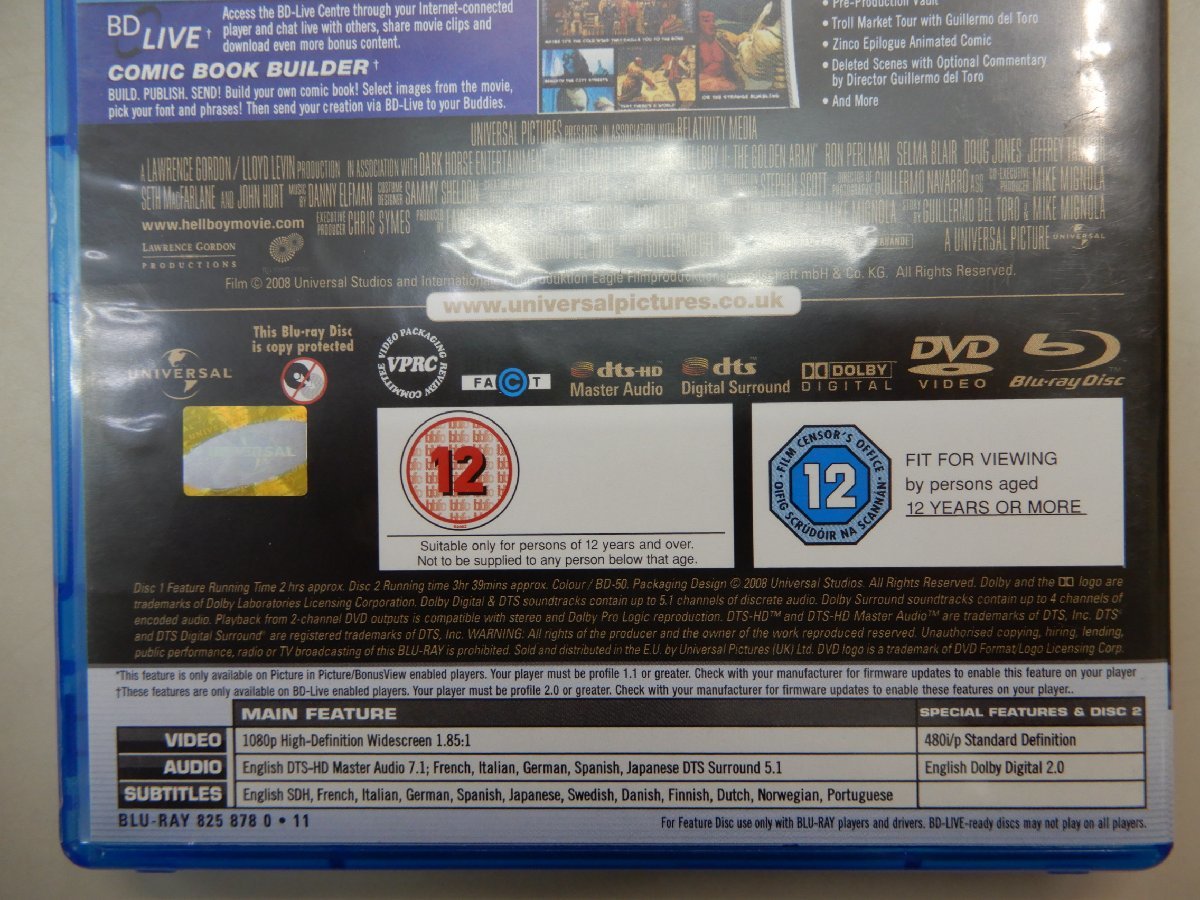 BD LIVE †
Access the BD-Live Centre through your Internet-connected
player and chat live with others, share movie clips and
download even more bonus content.
COMIC BOOK BUILDER †
BUILD. PUBLISH. SEND! Build your own comic book! Select images from the movie,
pick your font and phrases! Then send your creation via BD-Live to your Buddies.
• Pre-Production Vault
• Troll Market Tour with Guillermo del Toro
• Zinco Epilogue Animated Comic
• Deleted Scenes with Optional Commentary
by Director Guillermo del Toro
• And More
UNIVERSAL PICTURES PRESENTS IN ASSOCIATION WITH RELATIVITY MEDIA
A LAWRENCE GORDON / LLOYD LEVIN PRODUCTION IN ASSOCIATION WITH DARK HORSE ENTERTAINMENT II: THE GOLDEN ARMY RON PERLMAN SELMA BLAIR DOUG JONES JEFFREY
SETH MacFARLANE AND JOHN HURT MUSIC BY DANNY ELFMAN COSTUME DESIGNER SAMMY SHELDON STEPHEN SCOTT DIRECTOR OF PHOTOGRAPHY GUILLERMO NAVARRO ASC CO-EXECUTIVE PRODUCER MIKE MIGNOLA
www.hellboymovie.com EXECUTIVE PRODUCER CHRIS SYMES PRODUCED BY MIKE MIGNOLA STORY BY GUILLERMO DEL TORO & MIKE MIGNOLA
LAWRENCE GORDON
PRODUCTIONS
A UNIVERSAL PICTURE UNIVERSAL
Film © 2008 Universal Studios and mbH & Co. KG. All Rights Reserved.
www.universalpictures.co.uk
This Blu-ray Disc
is copy protected
UNIVERSAL
VIDEO PACKAGING REVIEW COMMITTEE
VPRC
FACT
dts-HD
Master Audio
dts
Digital Surround
DOLBY
DIGITAL
DVD
VIDEO
Blu-ray Disc™
UNIVERSAL
12
Suitable only for persons of 12 years and over.
Not to be supplied to any person below that age.
· FILM CENSOR'S OFFICE · OIFIG SCRÚDÓIR NA SCANNÁN
12
FIT FOR VIEWING
by persons aged
12 YEARS OR MORE
Disc 1 Feature Running Time 2 hrs approx. Disc 2 Running time 3hr 39mins approx. Colour / BD-50. Packaging Design © 2008 Universal Studios. All Rights Reserved. Dolby and the DD logo are
trademarks of Dolby Laboratories Licensing Corporation. Dolby Digital & DTS soundtracks contain up to 5.1 channels of discrete audio. Dolby Surround soundtracks contain up to 4 channels of
encoded audio. Playback from 2-channel DVD outputs is compatible with stereo and Dolby Pro Logic reproduction. DTS-HD™ and DTS-HD Master Audio™ are trademarks of DTS, Inc. DTS®
and DTS Digital Surround® are registered trademarks of DTS, Inc. WARNING: All rights of the producer and the owner of the work reproduced reserved. Unauthorised copying, hiring, lending,
public performance, radio or TV broadcasting of this BLU-RAY is prohibited. Sold and distributed in the E.U. by Universal Pictures (UK) Ltd. DVD logo is a trademark of DVD Format/Logo Licensing Corp.
*This feature is only available on Picture in Picture/BonusView enabled players. Your player must be profile 1.1 or greater. Check with your manufacturer for firmware updates to enable this feature on your player
†These features are only available on BD-Live enabled players. Your player must be profile 2.0 or greater. Check with your manufacturer for firmware updates to enable these features on your player..
MAIN FEATURE SPECIAL FEATURES & DISC 2
VIDEO 1080p High-Definition Widescreen 1.85:1 480i/p Standard Definition
AUDIO English DTS-HD Master Audio 7.1; French, Italian, German, Spanish, Japanese DTS Surround 5.1 English Dolby Digital 2.0
SUBTITLES English SDH, French, Italian, German, Spanish, Japanese, Swedish, Danish, Finnish, Dutch, Norwegian, Portuguese
BLU-RAY 825 878 0 • 11
For Feature Disc use only with BLU-RAY players and drivers. BD-LIVE-ready discs may not play on all players.